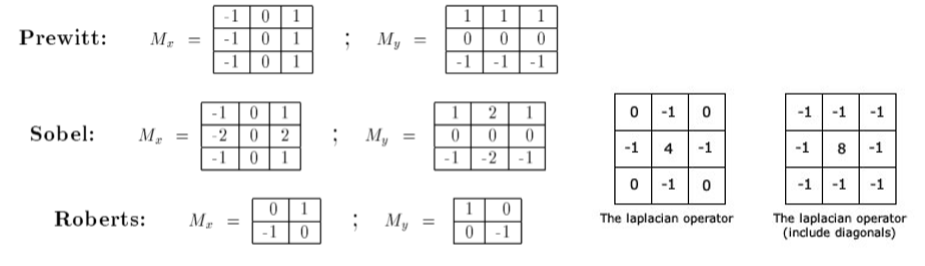 Prewitt: Mx = -1 0 1 ; My = 1 1 1
-1 0 1 0 0 0
-1 0 1 -1 -1 -1
Sobel: Mx = -1 0 1 ; My = 1 2 1
-2 0 2 0 0 0
-1 0 1 -1 -2 -1
Roberts: Mx = 0 1 ; My = 1 0
-1 0 0 -1
0 -1 0
-1 4 -1
0 -1 0
The laplacian operator
-1 -1 -1
-1 8 -1
-1 -1 -1
The laplacian operator
(include diagonals)